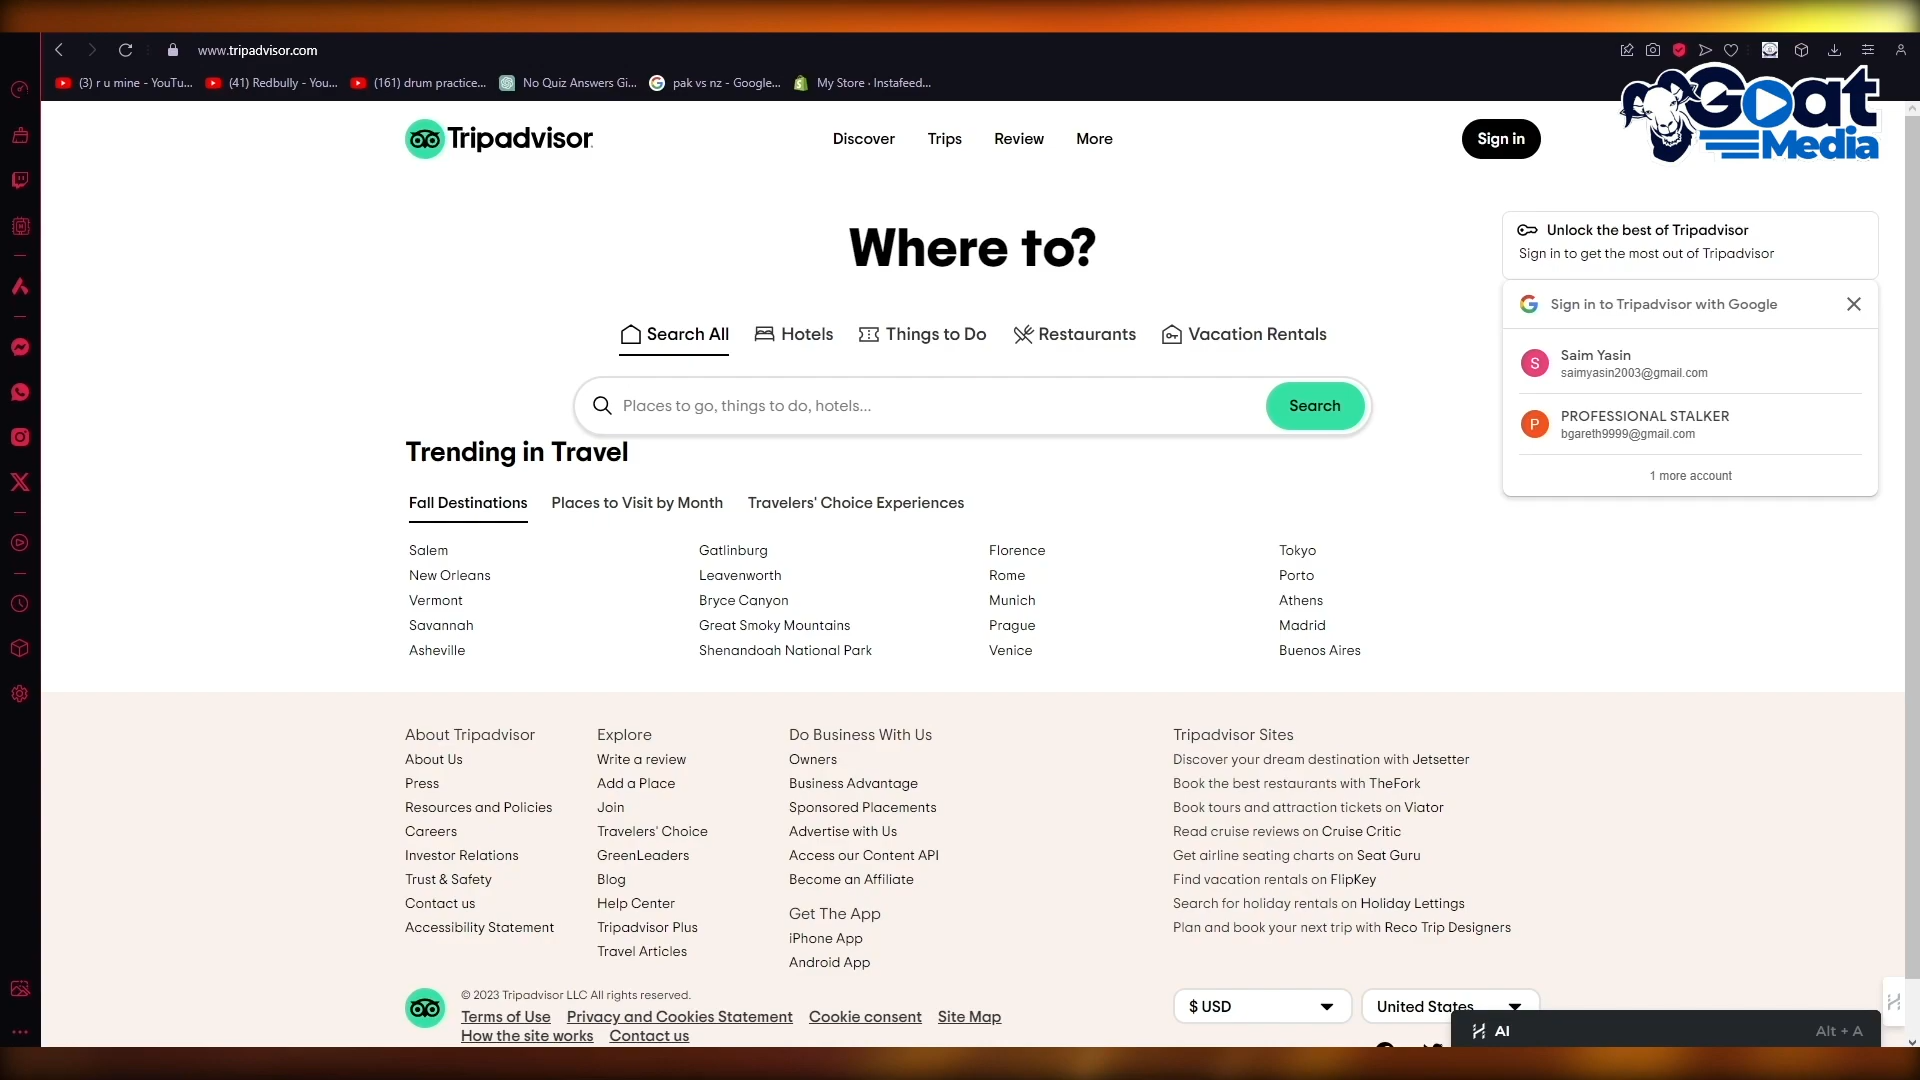 www.tripadvisor.com
(3) r u mine - YouTu... (41) Redbully - You... (161) drum practice... No Quiz Answers Gi... pak vs nz - Google... My Store · Instafeed...
Goat
Media
Tripadvisor
Discover Trips Review More
Sign in
Where to?
Unlock the best of Tripadvisor
Sign in to get the most out of Tripadvisor
Sign in to Tripadvisor with Google
S Saim Yasin
saimyasin2003@gmail.com
P PROFESSIONAL STALKER
bgareth9999@gmail.com
1 more account
Search All Hotels Things to Do Restaurants Vacation Rentals
Places to go, things to do, hotels... Search
Trending in Travel
Fall Destinations Places to Visit by Month Travelers' Choice Experiences
Salem Gatlinburg Florence Tokyo
New Orleans Leavenworth Rome Porto
Vermont Bryce Canyon Munich Athens
Savannah Great Smoky Mountains Prague Madrid
Asheville Shenandoah National Park Venice Buenos Aires
About Tripadvisor
About Us
Press
Resources and Policies
Careers
Investor Relations
Trust & Safety
Contact us
Accessibility Statement
Explore
Write a review
Add a Place
Join
Travelers' Choice
GreenLeaders
Blog
Help Center
Tripadvisor Plus
Travel Articles
Do Business With Us
Owners
Business Advantage
Sponsored Placements
Advertise with Us
Access our Content API
Become an Affiliate
Get The App
iPhone App
Android App
Tripadvisor Sites
Discover your dream destination with Jetsetter
Book the best restaurants with TheFork
Book tours and attraction tickets on Viator
Read cruise reviews on Cruise Critic
Get airline seating charts on Seat Guru
Find vacation rentals on FlipKey
Search for holiday rentals on Holiday Lettings
Plan and book your next trip with Reco Trip Designers
© 2023 Tripadvisor LLC All rights reserved.
Terms of Use Privacy and Cookies Statement Cookie consent Site Map
How the site works Contact us
$ USD United States
AI Alt + A